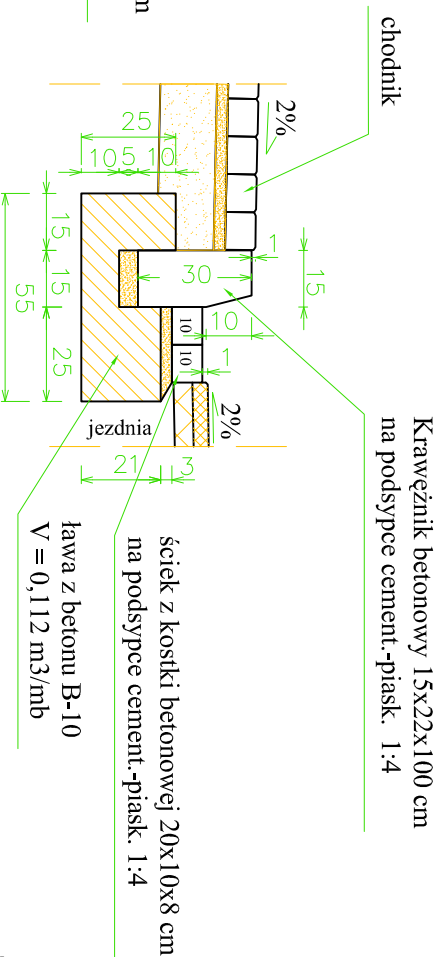 m
chodnik
2%
25
10
5
10
15
15
25
55
30
1
15
10
10
10
1
2%
jezdnia
21
3
Krawężnik betonowy 15x22x100 cm
na podsypce cement.-piask. 1:4
ściek z kostki betonowej 20x10x8 cm
na podsypce cement.-piask. 1:4
ława z betonu B-10
V = 0,112 m3/mb